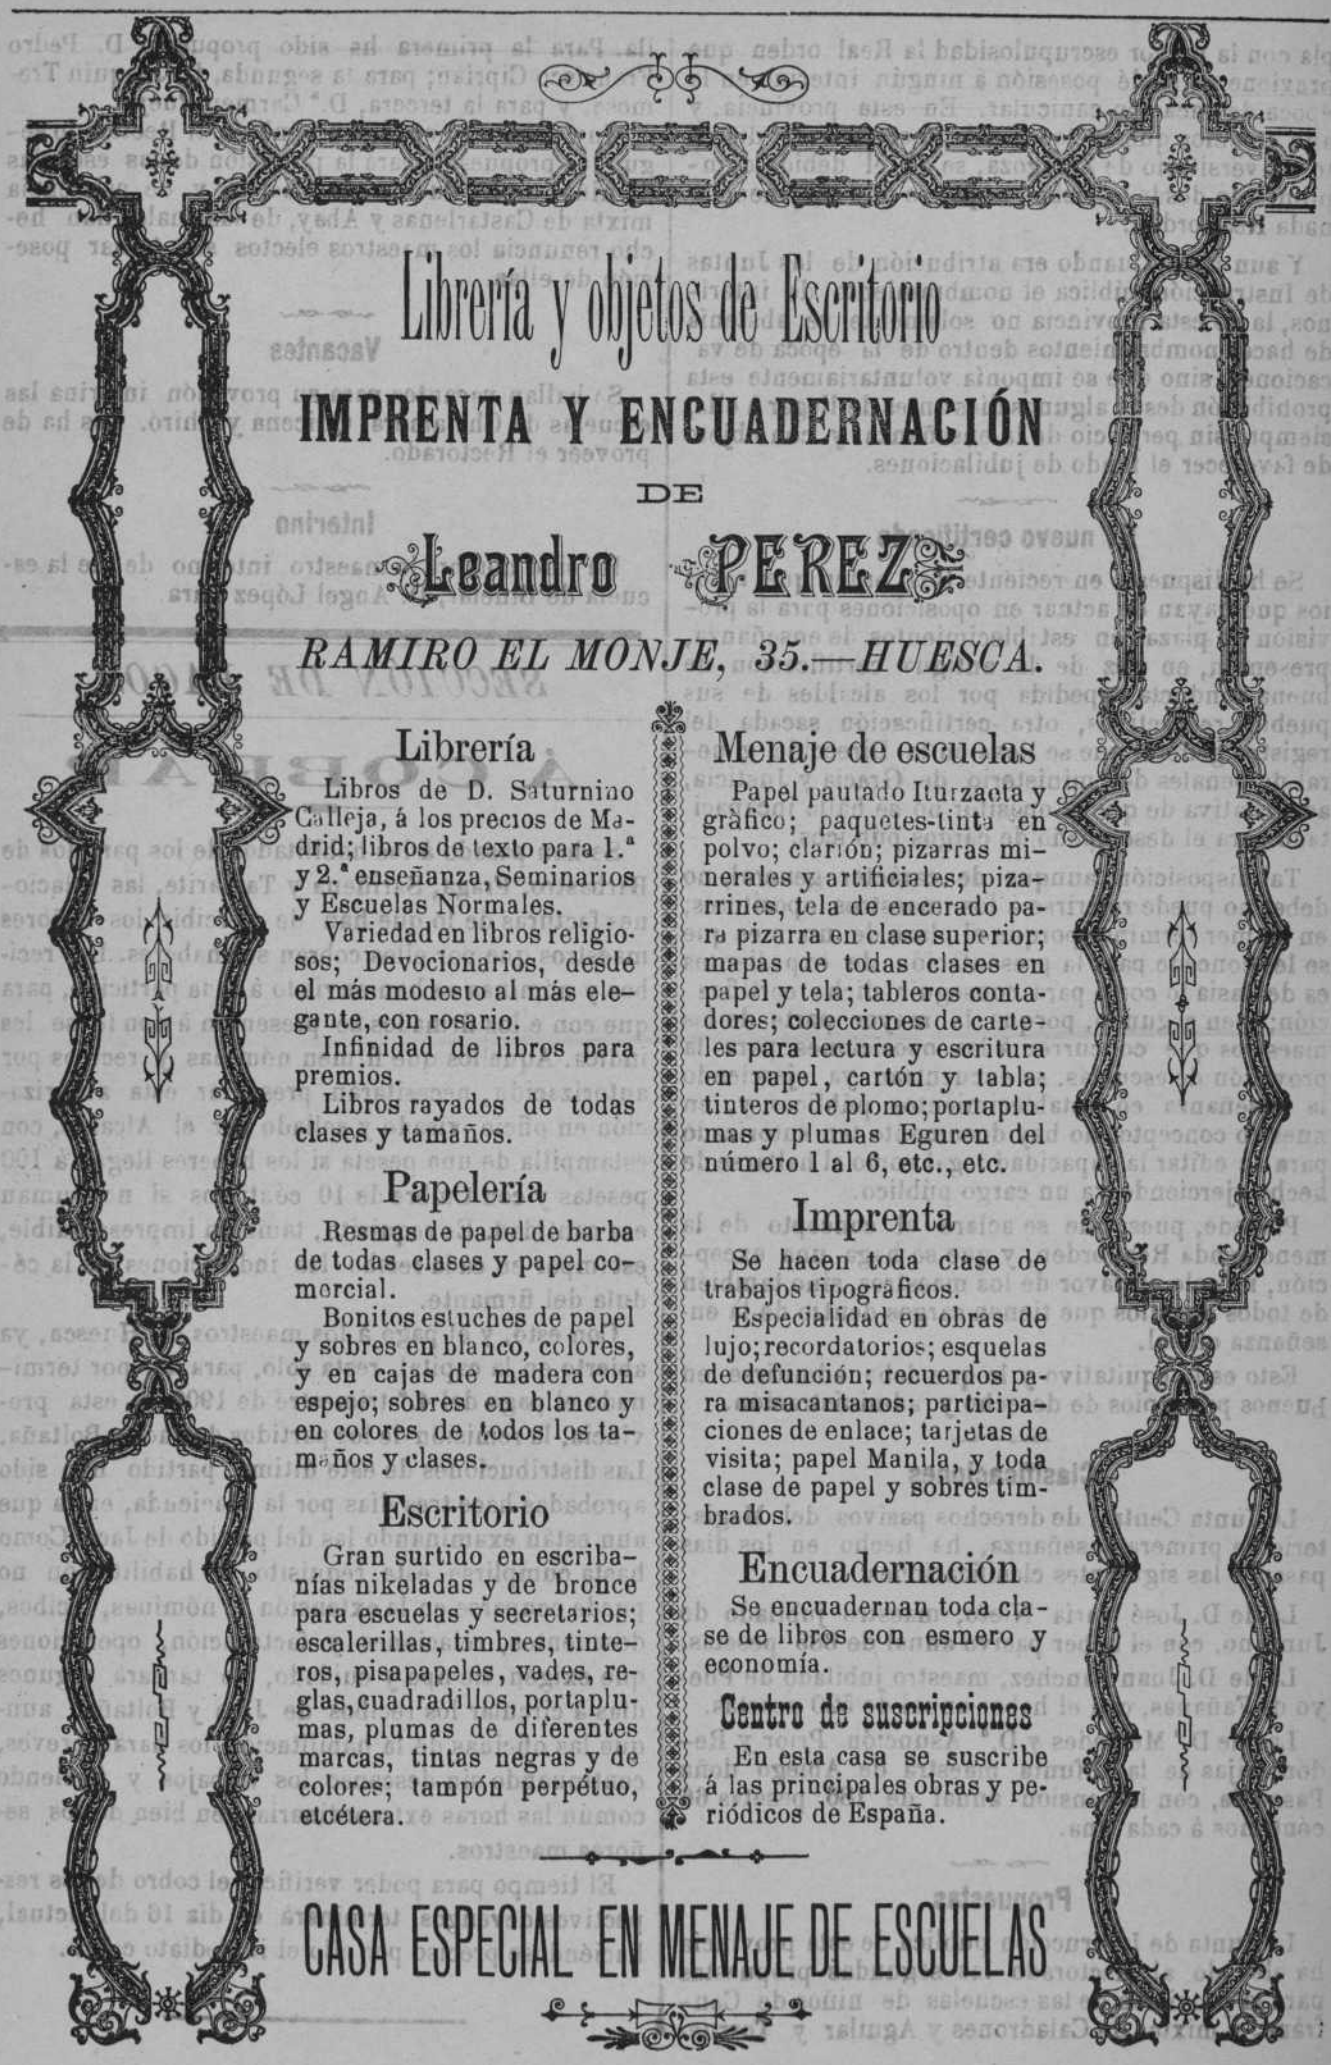 Librería y objetos de Escritorio
IMPRENTA Y ENCUADERNACIÓN
DE
Leandro PEREZ
RAMIRO EL MONJE, 35.—HUESCA.
Librería
Libros de D. Saturnino
Calleja, á los precios de Ma-
drid; libros de texto para 1.ª
y 2.ª enseñanza, Seminarios
y Escuelas Normales.
Variedad en libros religio-
sos; Devocionarios, desde
el más modesto al más ele-
gante, con rosario.
Infinidad de libros para
premios.
Libros rayados de todas
clases y tamaños.
Papelería
Resmas de papel de barba
de todas clases y papel co-
mercial.
Bonitos estuches de papel
y sobres en blanco, colores,
y en cajas de madera con
espejo; sobres en blanco y
en colores de todos los ta-
maños y clases.
Escritorio
Gran surtido en escriba-
nías nikeladas y de bronce
para escuelas y secretarios;
escalerillas, timbres, tinte-
ros, pisapapeles, vades, re-
glas, cuadradillos, portaplu-
mas, plumas de diferentes
marcas, tintas negras y de
colores; tampón perpétuo,
etcétera.
Menaje de escuelas
Papel pautado Iturzaeta y
gráfico; paquetes-tinta en
polvo; clarión; pizarras mi-
nerales y artificiales; piza-
rrines, tela de encerado pa-
ra pizarra en clase superior;
mapas de todas clases en
papel y tela; tableros conta-
dores; colecciones de carte-
les para lectura y escritura
en papel, cartón y tabla;
tinteros de plomo; portaplu-
mas y plumas Eguren del
número 1 al 6, etc., etc.
Imprenta
Se hacen toda clase de
trabajos tipográficos.
Especialidad en obras de
lujo; recordatorios; esquelas
de defunción; recuerdos pa-
ra misacantanos; participa-
ciones de enlace; tarjetas de
visita; papel Manila, y toda
clase de papel y sobres tim-
brados.
Encuadernación
Se encuadernan toda cla-
se de libros con esmero y
economía.
Centro de suscripciones
En esta casa se suscribe
á las principales obras y pe-
riódicos de España.
CASA ESPECIAL EN MENAJE DE ESCUELAS